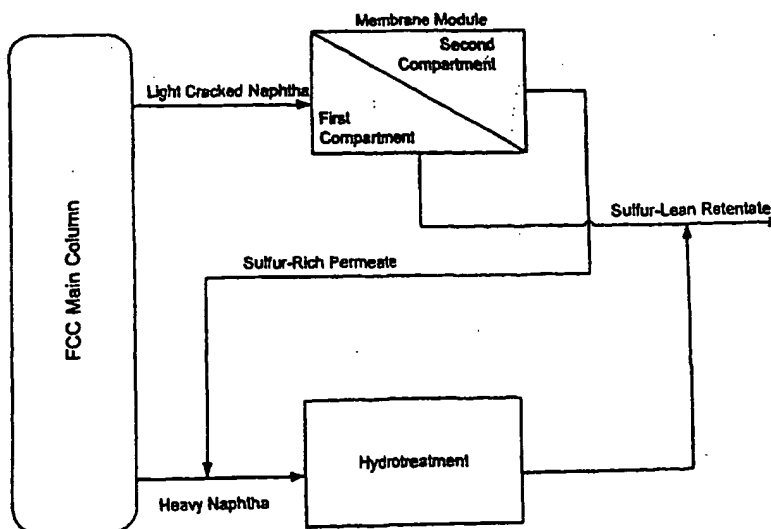 Membrane Module
Second
Compartment
Light Cracked Naphtha
First
Compartment
Sulfur-Lean Retentate
Sulfur-Rich Permeate
FCC Main Column
Hydrotreatment
Heavy Naphtha